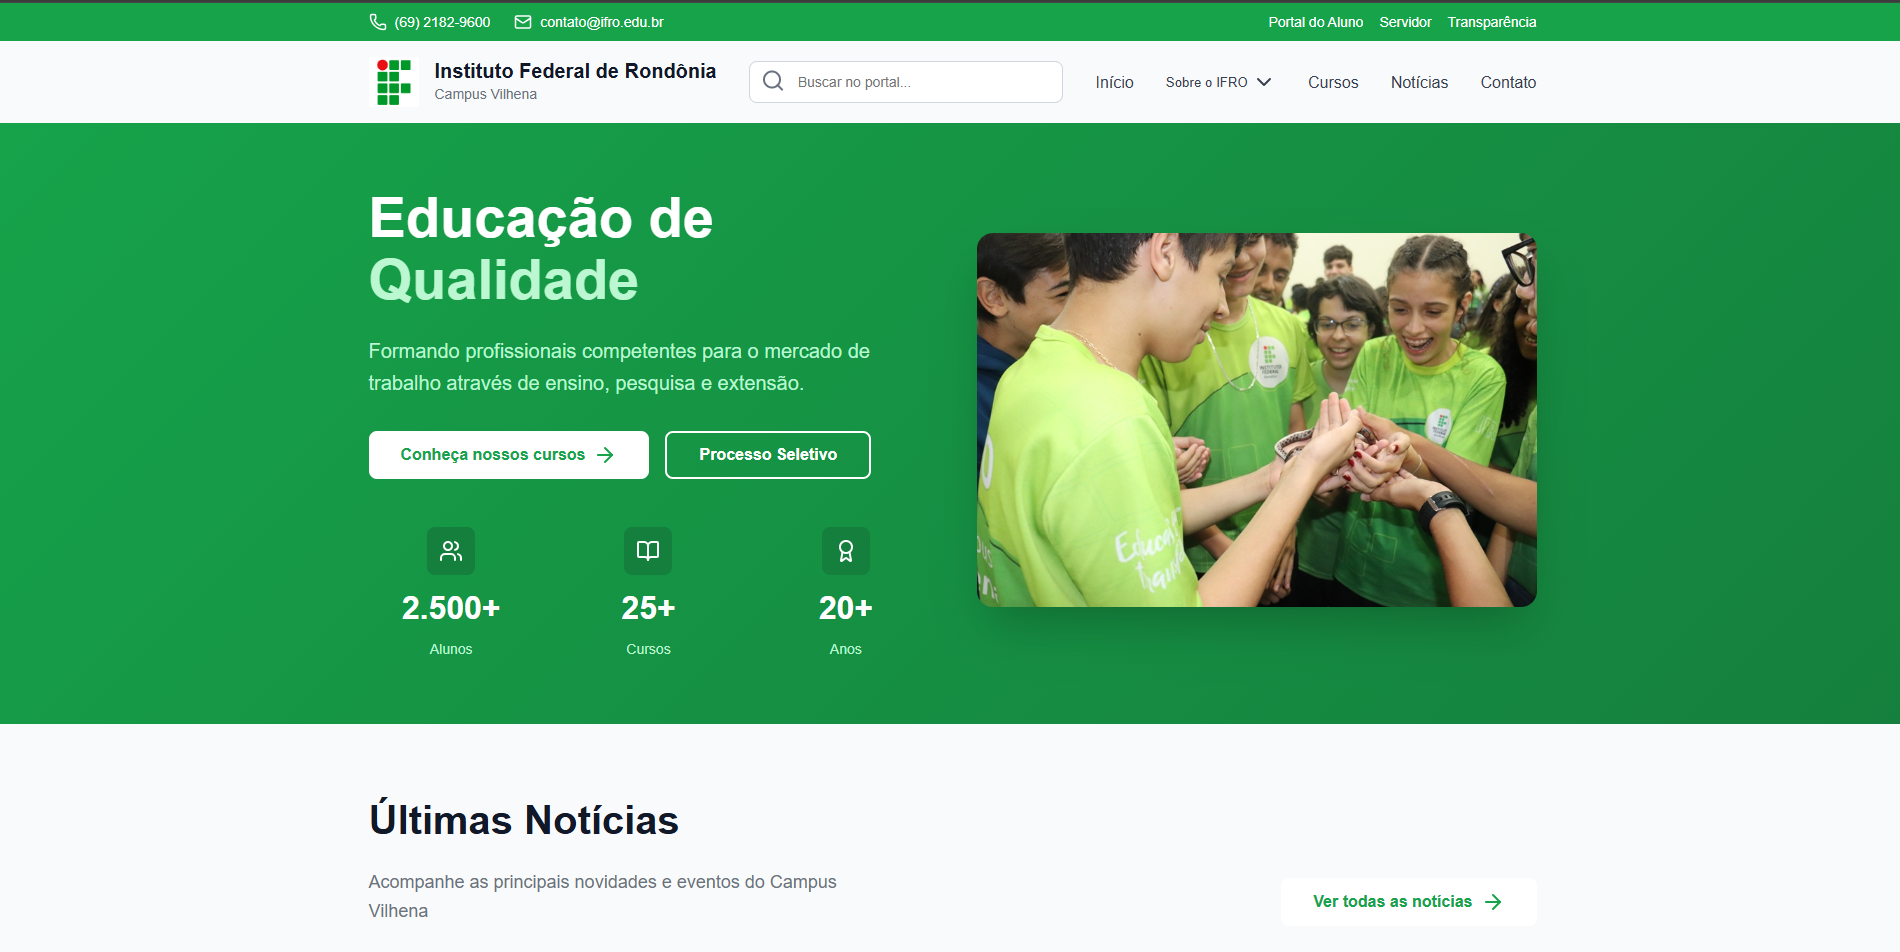 (69) 2182-9600
contato@ifro.edu.br
Portal do Aluno
Servidor
Transparência
Instituto Federal de Rondônia
Campus Vilhena
Buscar no portal...
Início
Sobre o IFRO
Cursos
Notícias
Contato
Educação de
Qualidade
Formando profissionais competentes para o mercado de
trabalho através de ensino, pesquisa e extensão.
Conheça nossos cursos
Processo Seletivo
2.500+
Alunos
25+
Cursos
20+
Anos
INSTITUTO
FEDERAL
Últimas Notícias
Acompanhe as principais novidades e eventos do Campus
Vilhena
Ver todas as notícias